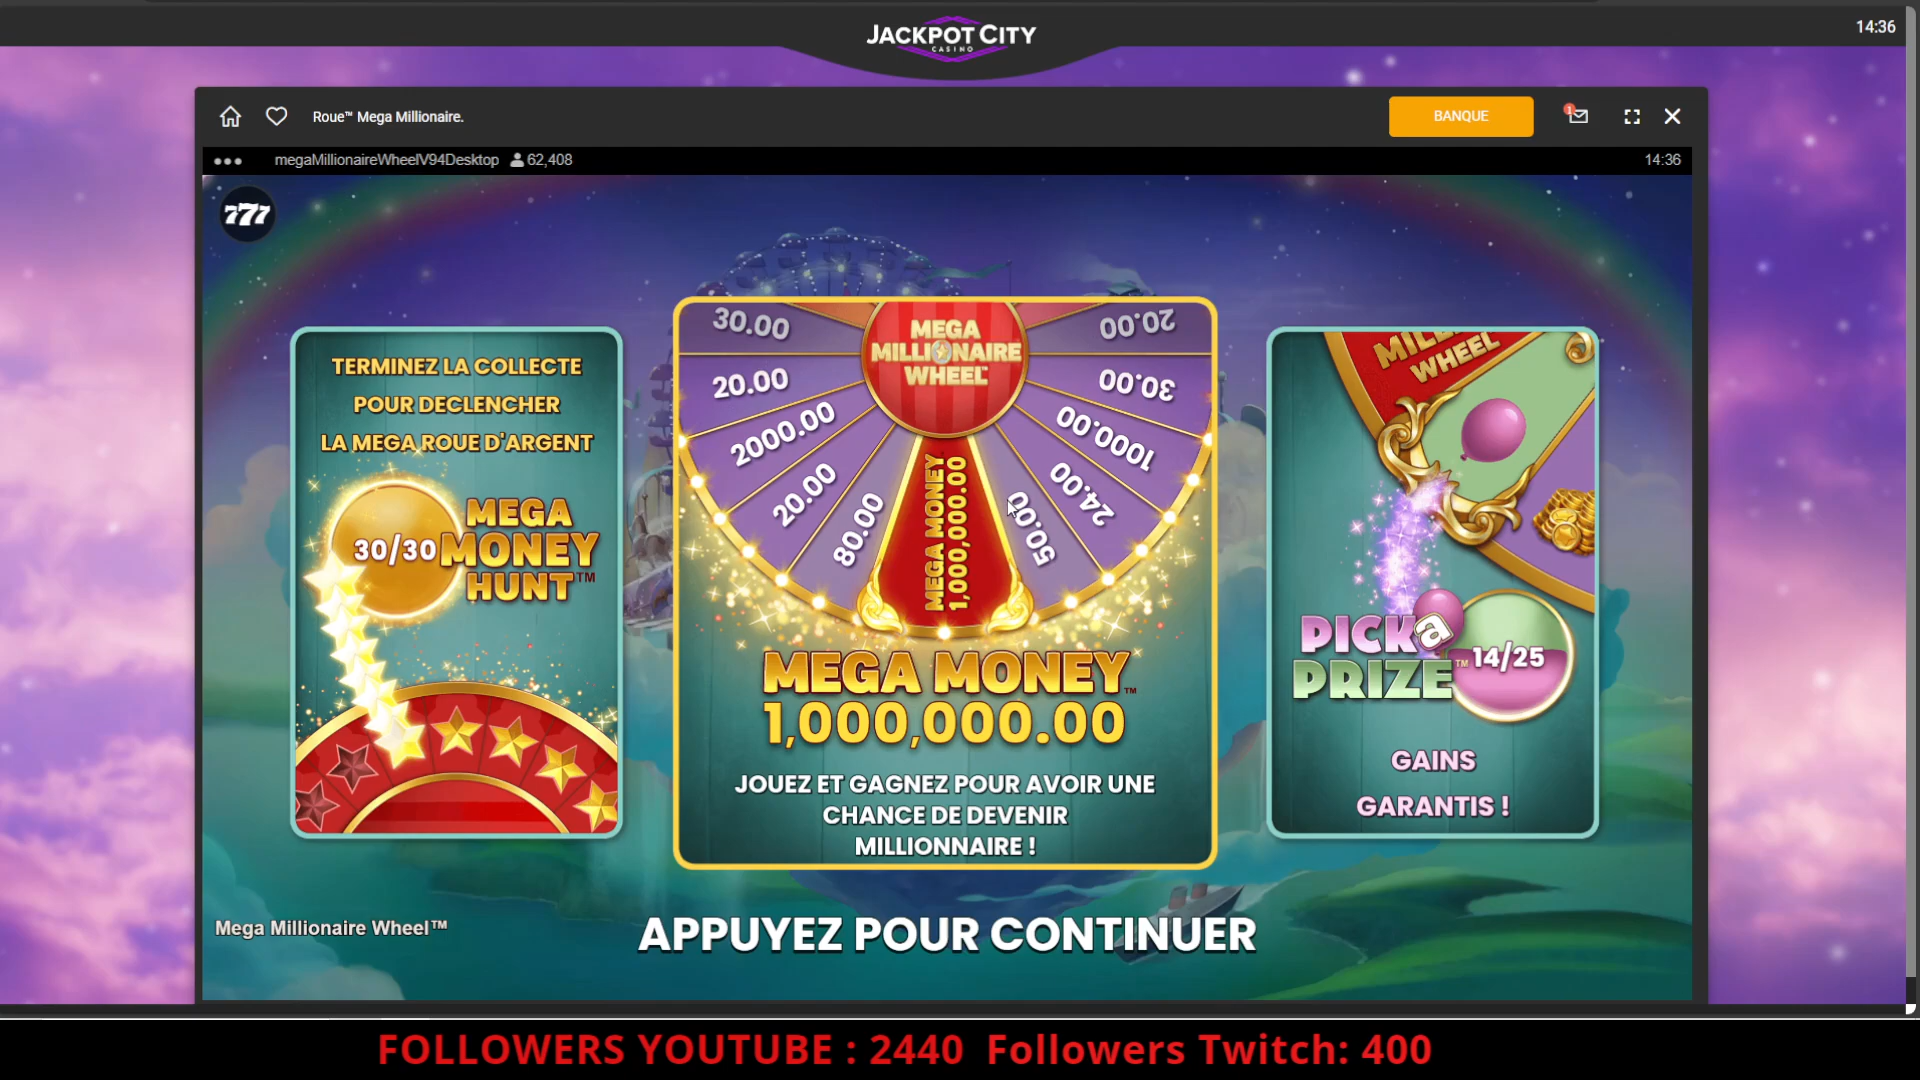 JACKPOT CITY
CASINO
14:36
Roue™ Mega Millionaire.
BANQUE
1
megaMillionaireWheelV94Desktop 62,408
14:36
777
TERMINEZ LA COLLECTE
POUR DECLENCHER
LA MEGA ROUE D'ARGENT
30/30
MEGA
MONEY
HUNT™
30.00
20.00
2000.00
20.00
80.00
MEGA MONEY
1,000,000.00
50.00
24.00
1000.00
30.00
20.00
MEGA
MILLIONAIRE
WHEEL™
MEGA MONEY™
1,000,000.00
JOUEZ ET GAGNEZ POUR AVOIR UNE
CHANCE DE DEVENIR
MILLIONNAIRE !
WHEEL
PICK a
PRIZE™
14/25
GAINS
GARANTIS !
Mega Millionaire Wheel™
APPUYEZ POUR CONTINUER
FOLLOWERS YOUTUBE : 2440 Followers Twitch: 400